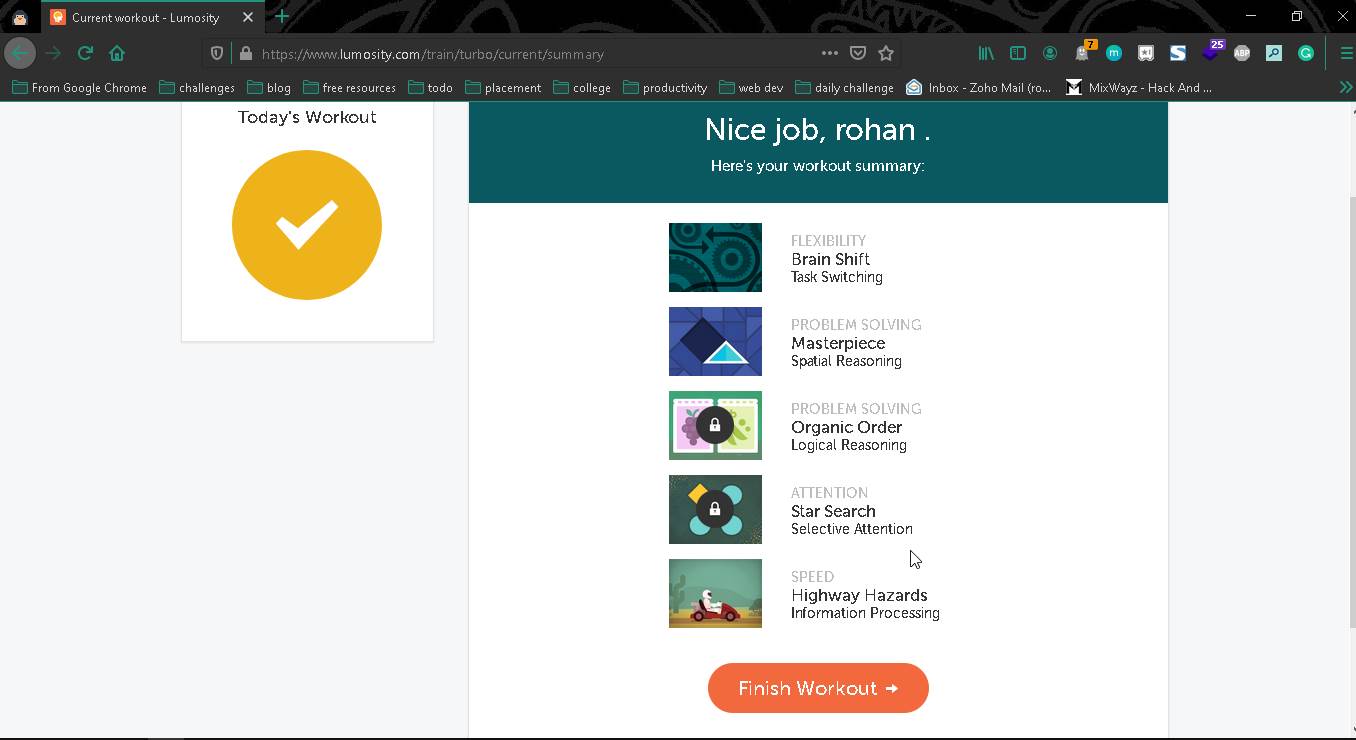 Current workout - Lumosity
https://www.lumosity.com/train/turbo/current/summary
7
25
ABP
From Google Chrome
challenges
blog
free resources
todo
placement
college
productivity
web dev
daily challenge
Inbox - Zoho Mail (ro...
MixWayz - Hack And ...
Today's Workout
Nice job, rohan .
Here's your workout summary:
FLEXIBILITY
Brain Shift
Task Switching
PROBLEM SOLVING
Masterpiece
Spatial Reasoning
PROBLEM SOLVING
Organic Order
Logical Reasoning
ATTENTION
Star Search
Selective Attention
SPEED
Highway Hazards
Information Processing
Finish Workout